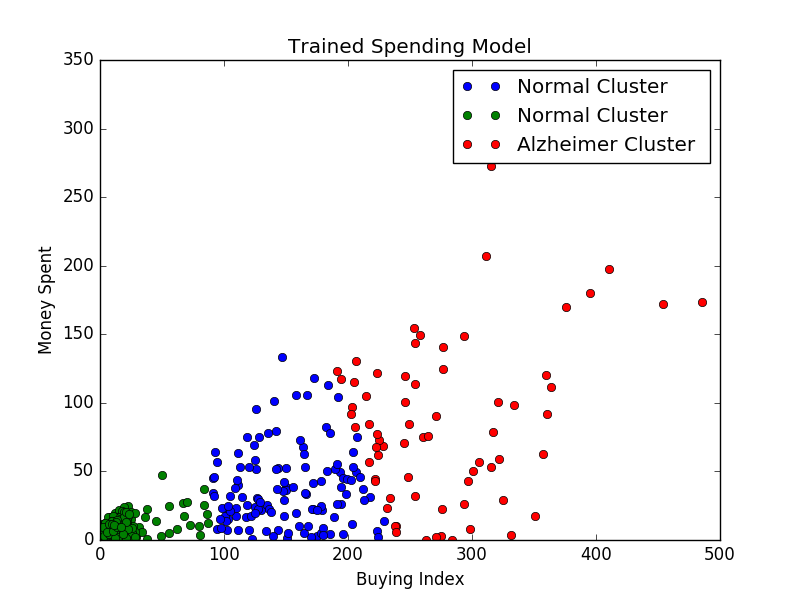 Trained Spending Model
350
300
250
200
150
100
50
0
Money Spent
Normal Cluster
Normal Cluster
Alzheimer Cluster
0 100 200 300 400 500
Buying Index